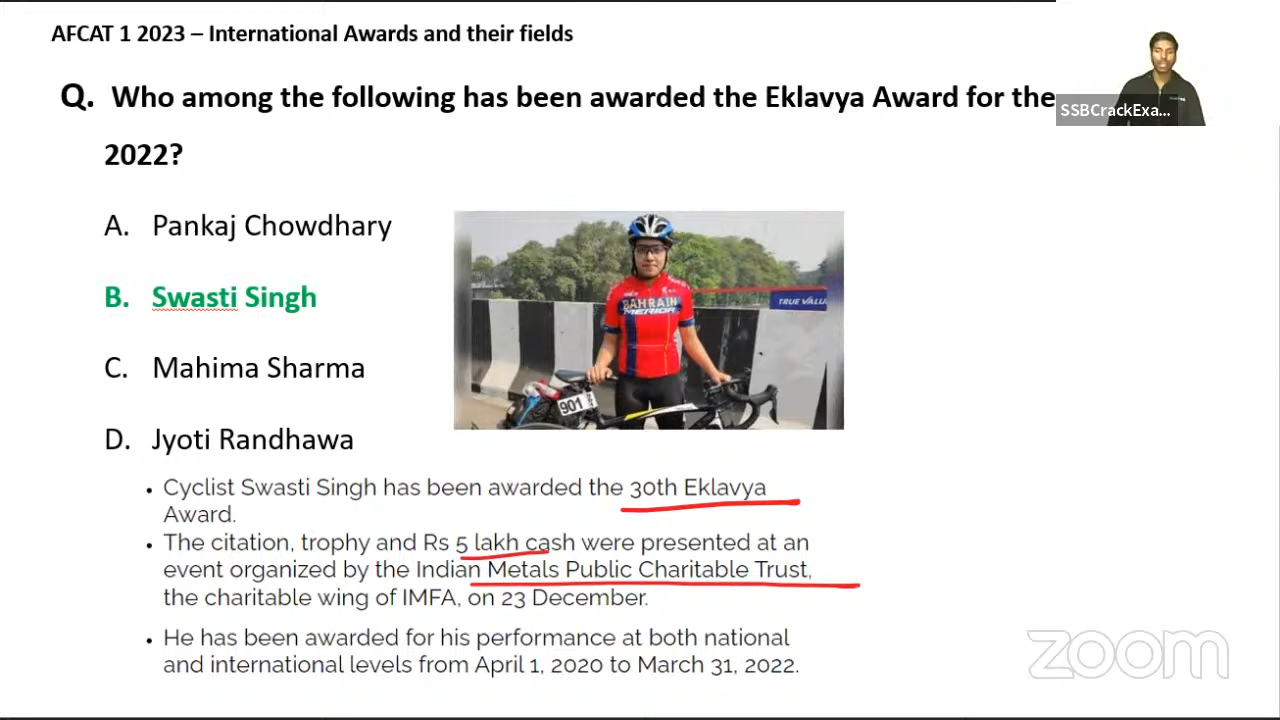 AFCAT 1 2023 – International Awards and their fields
Q. Who among the following has been awarded the Eklavya Award for the
SSBCrackExa...
2022?
A. Pankaj Chowdhary
B. Swasti Singh
C. Mahima Sharma
D. Jyoti Randhawa
BAHRAIN
MERIDA
TRUE VALU
901
• Cyclist Swasti Singh has been awarded the 30th Eklavya
Award.
• The citation, trophy and Rs 5 lakh cash were presented at an
event organized by the Indian Metals Public Charitable Trust,
the charitable wing of IMFA, on 23 December.
• He has been awarded for his performance at both national
and international levels from April 1, 2020 to March 31, 2022.
zoom